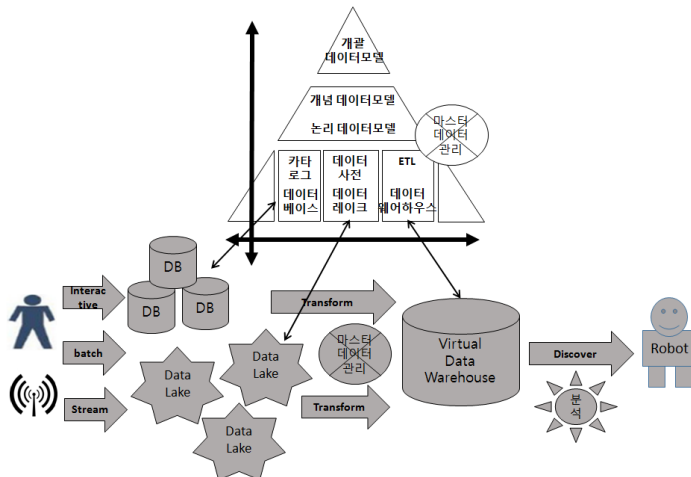 개괄
데이터모델
개념 데이터모델
논리 데이터모델
마스터
데이터
관리
카타
로그
데이터
베이스
데이터
사전
데이터
레이크
ETL
데이터
웨어하우스
DB
DB
DB
Interac
tive
batch
Stream
Data
Lake
Data
Lake
Data
Lake
Transform
마스터
데이터
관리
Transform
Virtual
Data
Warehouse
Discover
분
석
Robot